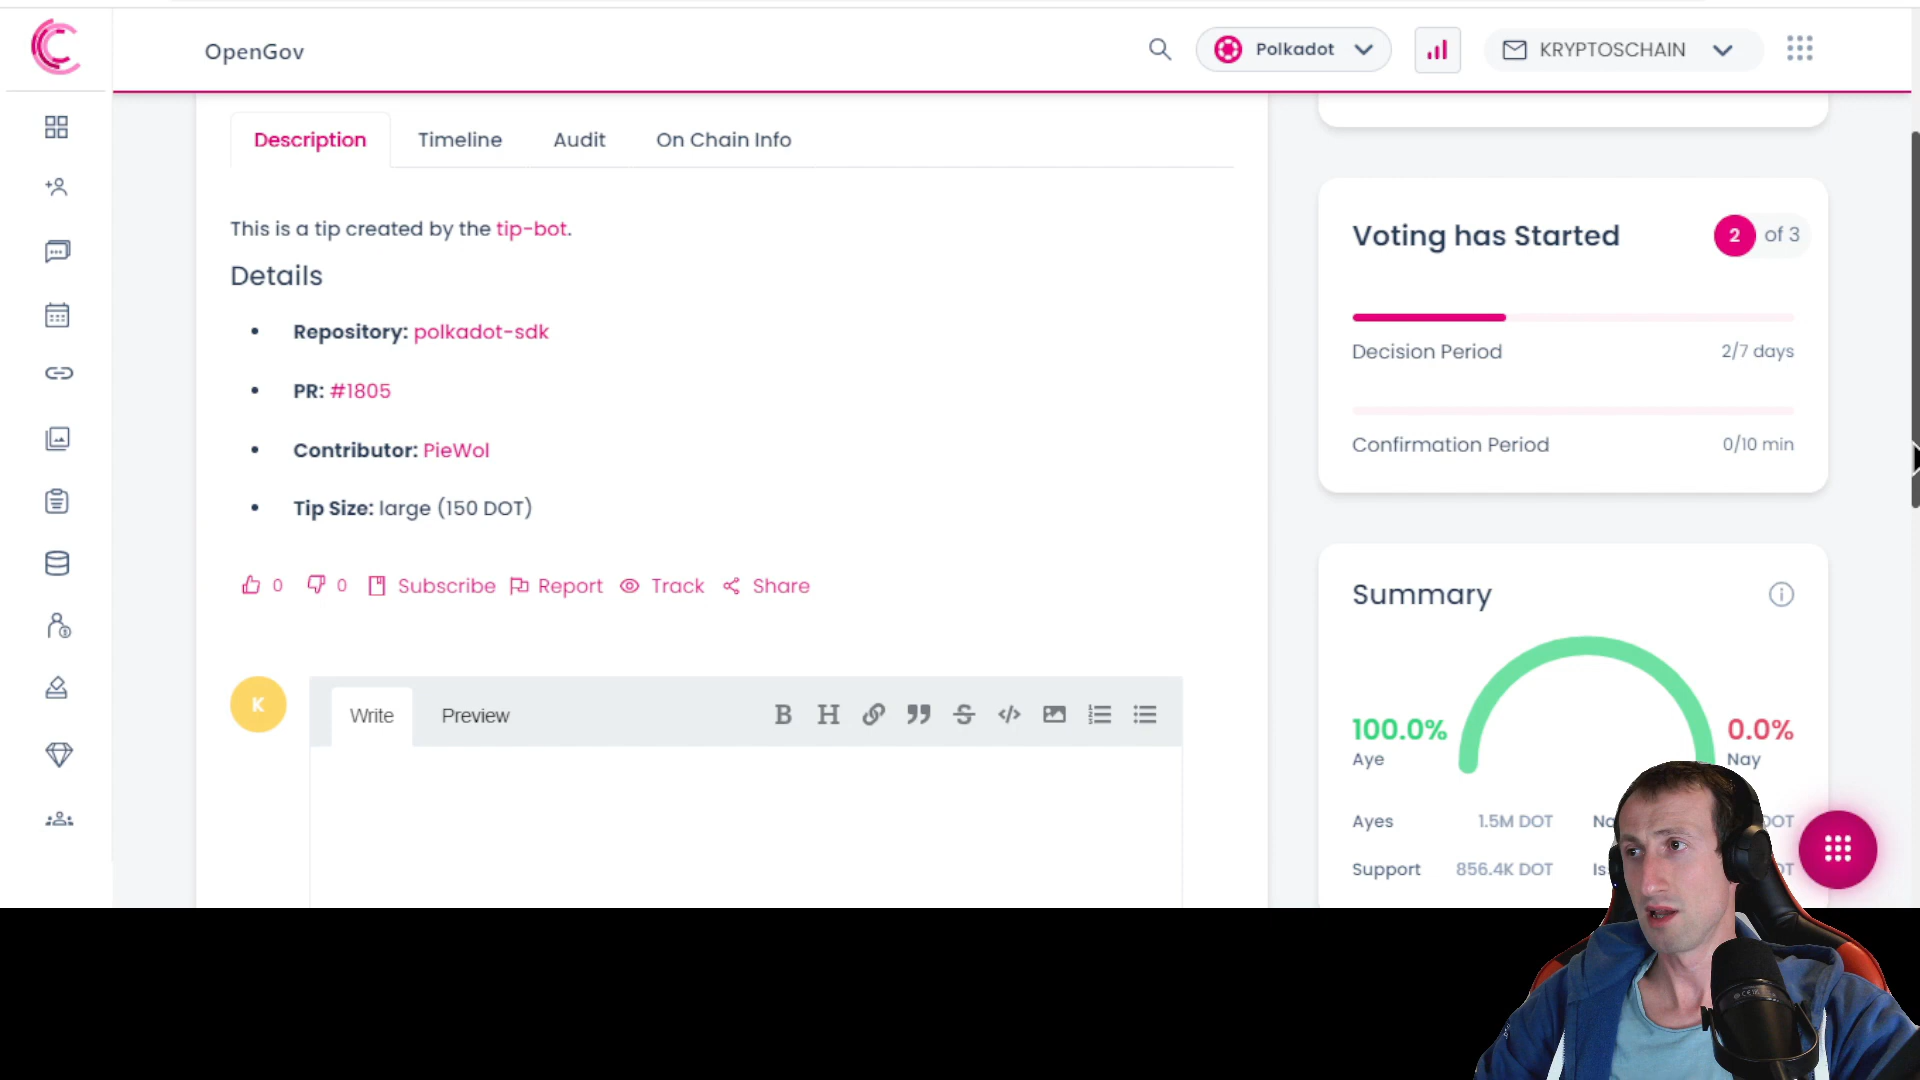 OpenGov
Polkadot
KRYPTOSCHAIN
Description
Timeline
Audit
On Chain Info
This is a tip created by the tip-bot.
Details
Repository: polkadot-sdk
PR: #1805
Contributor: PieWol
Tip Size: large (150 DOT)
0
0
Subscribe
Report
Track
Share
K
Write
Preview
Voting has Started
2 of 3
Decision Period
2/7 days
Confirmation Period
0/10 min
Summary
100.0%
Aye
0.0%
Nay
Ayes
1.5M DOT
Support
856.4K DOT